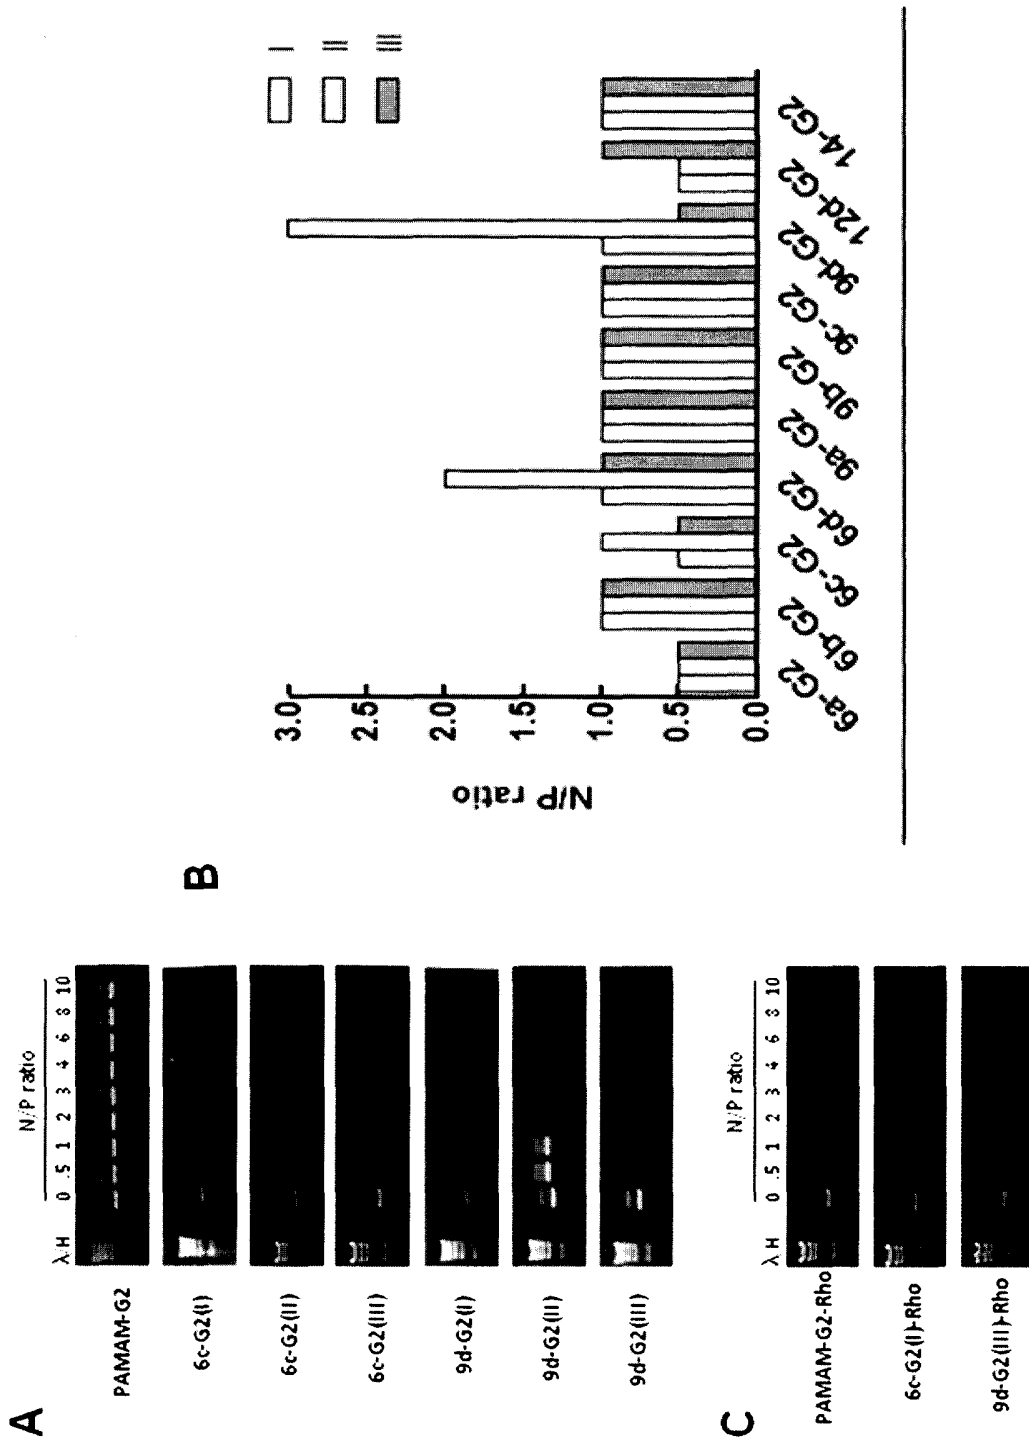 A
N/P ratio
λH 0 .5 1 2 3 4 6 8 10
PAMAM-G2
6c-G2(I)
6c-G2(II)
6c-G2(III)
9d-G2(I)
9d-G2(II)
9d-G2(III)
B
N/P ratio
3.0
2.5
2.0
1.5
1.0
0.5
0.0
6a-G2
6b-G2
6c-G2
6d-G2
9a-G2
9b-G2
9c-G2
9d-G2
12d-G2
14-G2
I
II
III
C
N/P ratio
λH 0 .5 1 2 3 4 6 8 10
PAMAM-G2-Rho
6c-G2(I)-Rho
9d-G2(III)-Rho